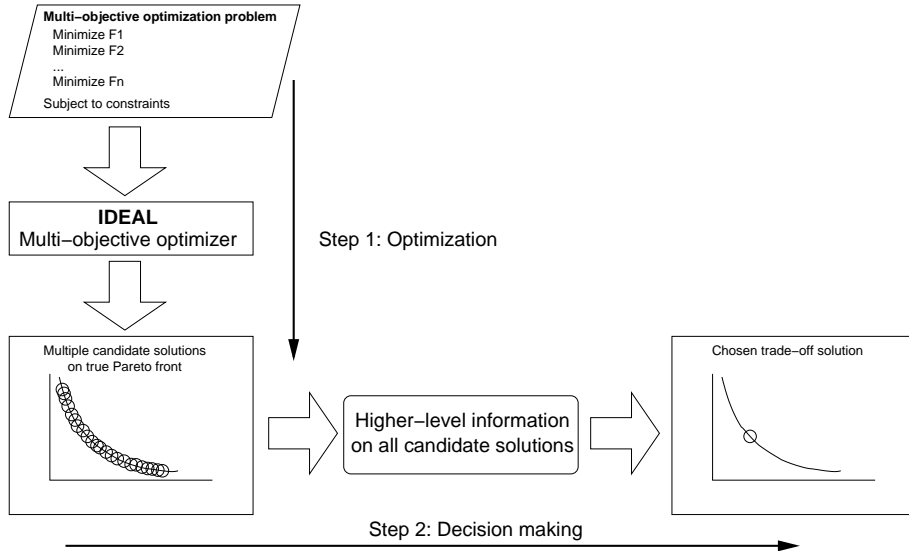 Multi−objective optimization problem
Minimize F1
Minimize F2
...
Minimize Fn
Subject to constraints
IDEAL
Multi−objective optimizer
Step 1: Optimization
Multiple candidate solutions
on true Pareto front
Higher−level information
on all candidate solutions
Chosen trade−off solution
Step 2: Decision making